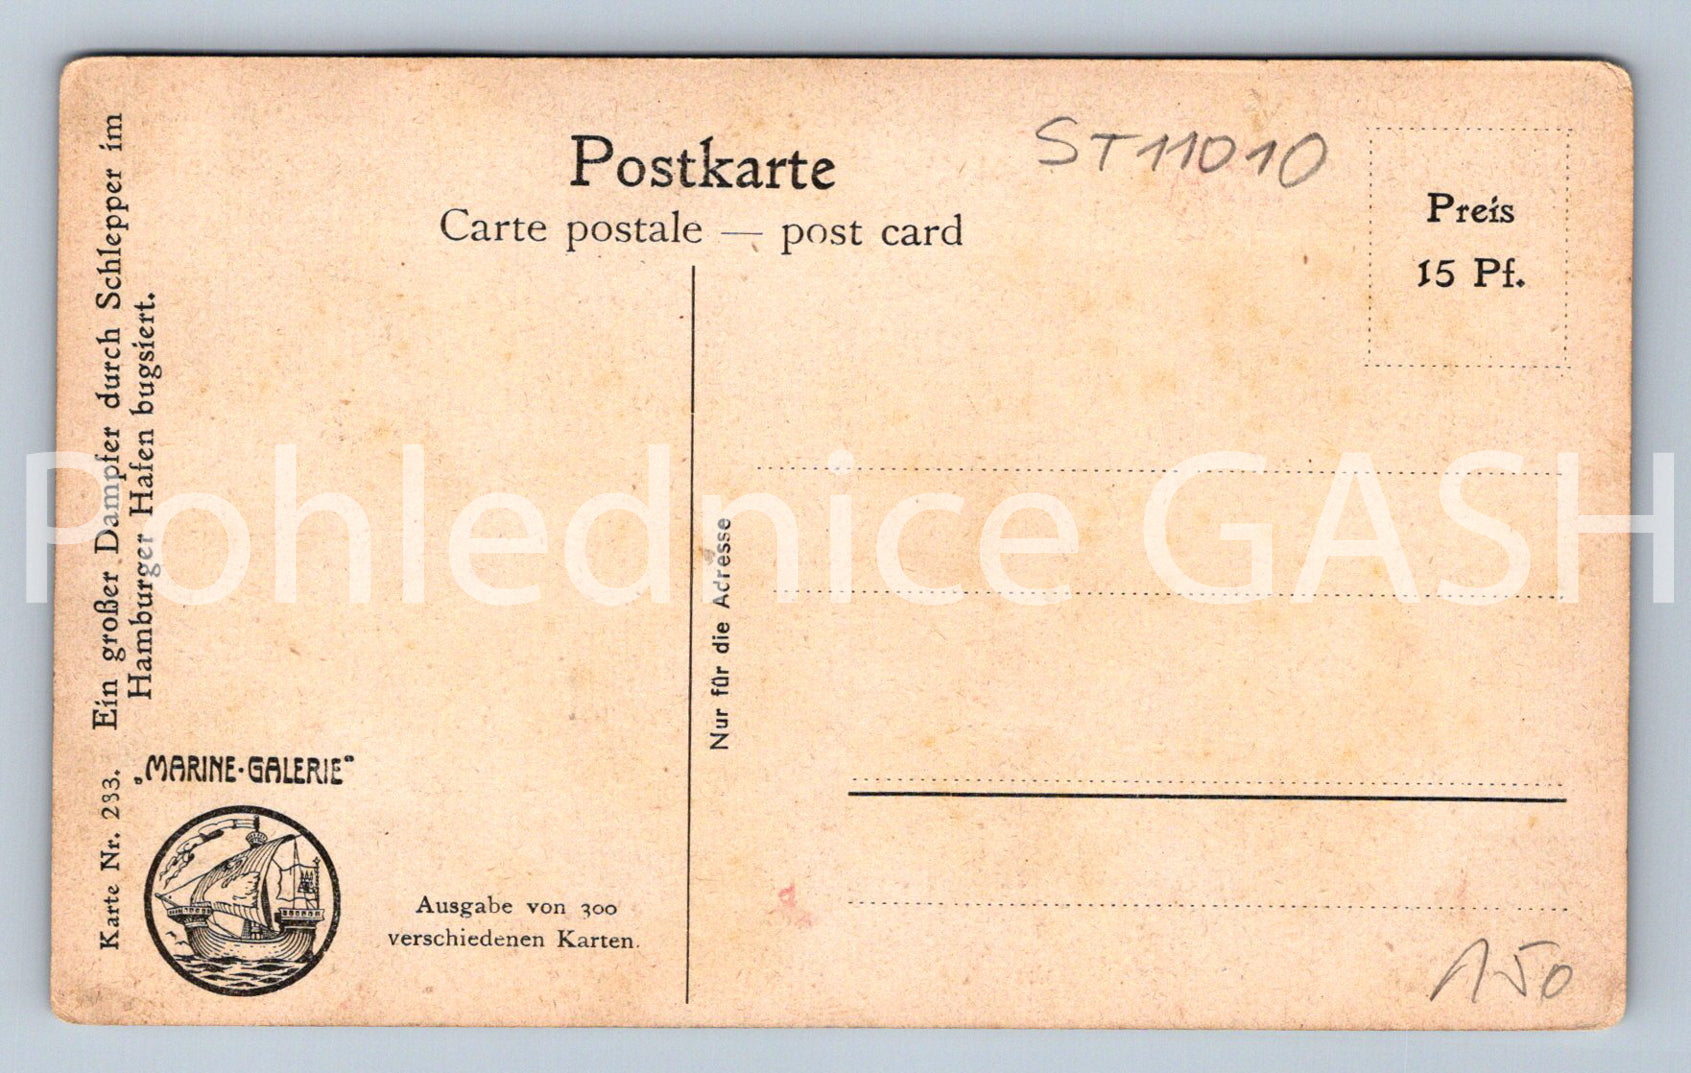 Postkarte
Carte postale — post card
ST11010
Preis
15 Pf.
Karte Nr. 233. Ein großer Dampfer durch Schlepper im
Hamburger Hafen bugsiert.
„MARINE-GALERIE“
Ausgabe von 300
verschiedenen Karten.
Nur für die Adresse
150
Pohlednice GASH